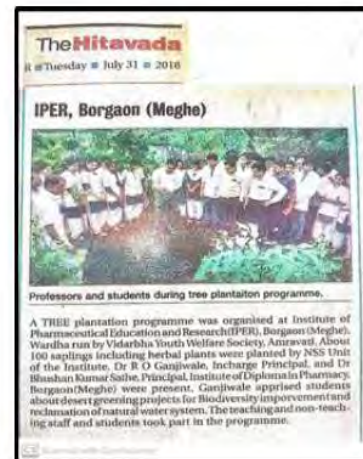 TheHitavada
Tuesday ■ July 31 ■ 2018
IPER, Borgaon (Meghe)
Professors and students during tree plantaiton programme.
A TREE plantation programme was organised at Institute of
Pharmaceutical Education and Research(IPER), Borgaon (Meghe),
Wardha run by Vidarbha Youth Welfare Society, Amravati. About
100 saplings including herbal plants were planted by NSS Unit
of the Institute, Dr R O Ganjiwale, Incharge Principal, and Dr
Bhushan Kumar Sathe, Principal, Institute of Diploma in Pharmacy,
Borgaon(Meghe) were present. Ganjiwale apprised students
about desert greening projects for Biodiversity imporvement and
reclamation of natural water system. The teaching and non-teach-
ing staff and students took part in the programme.
CS Scanned with CamScanner